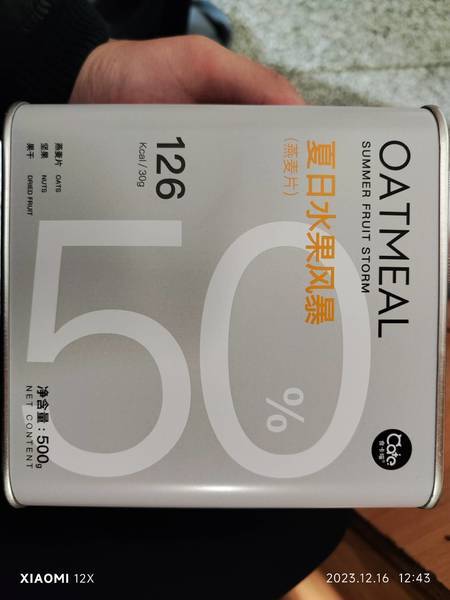 OATMEAL
SUMMER FRUIT STORM
夏日水果风暴
（燕麦片）
50%
126
Kcal / 30g
燕麦片 OATS
坚果 NUTS
果干 DRIED FRUIT
净含量：500g
NET CONTENT
XIAOMI 12X
2023.12.16 12:43